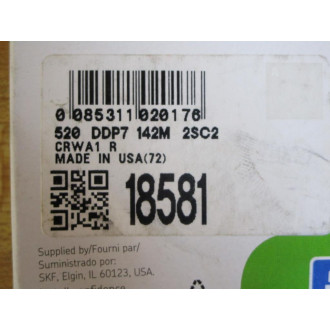 0 085311 020176
520 DDP7 142M 2SC2
CRWA1 R
MADE IN USA(72)
18581
Supplied by/Fourni par/
Suministrado por:
SKF, Elgin, IL 60123, USA.